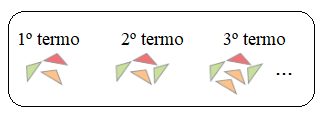 1º termo 2º termo 3º termo
...